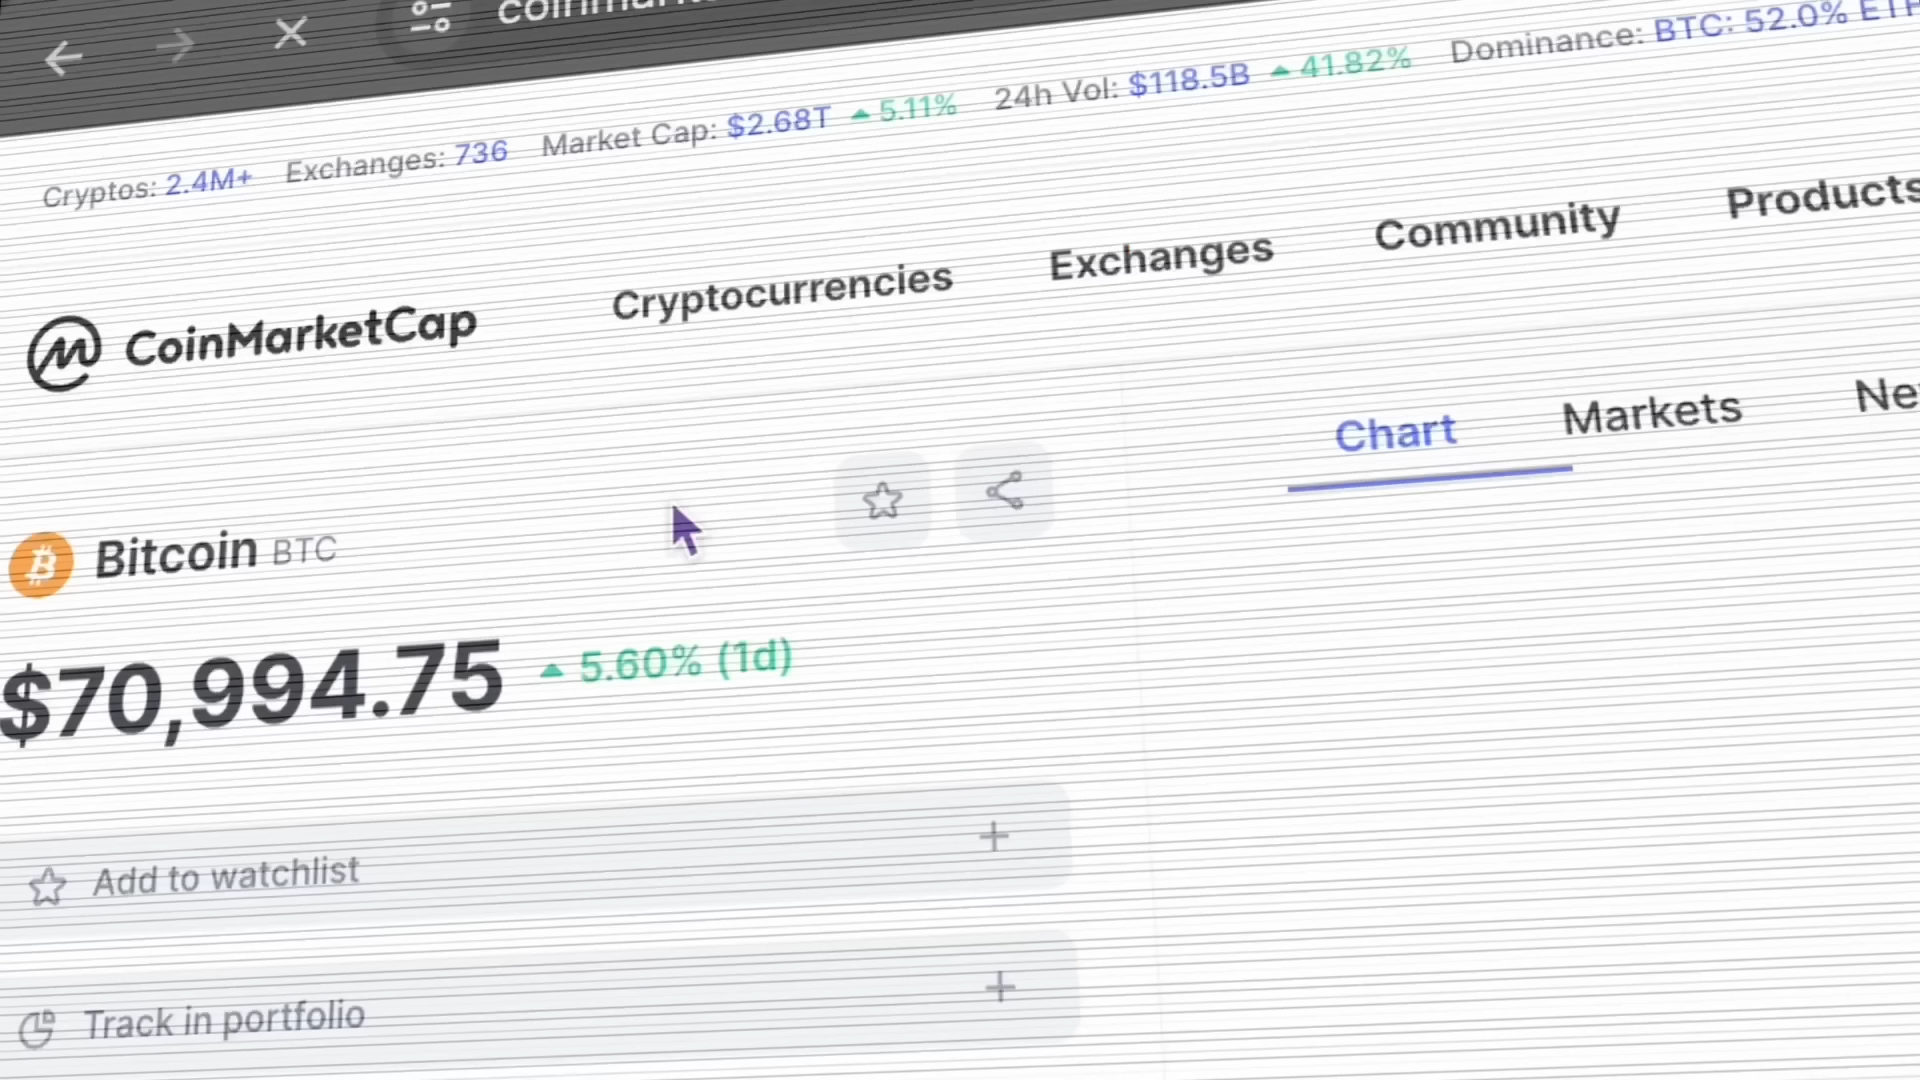 Cryptos: 2.4M+ Exchanges: 736 Market Cap: $2.68T 5.11% 24h Vol: $118.5B 41.82% Dominance: BTC: 52.0%
CoinMarketCap Cryptocurrencies Exchanges Community Products
Chart Markets
Bitcoin BTC
$70,994.75 5.60% (1d)
Add to watchlist
Track in portfolio